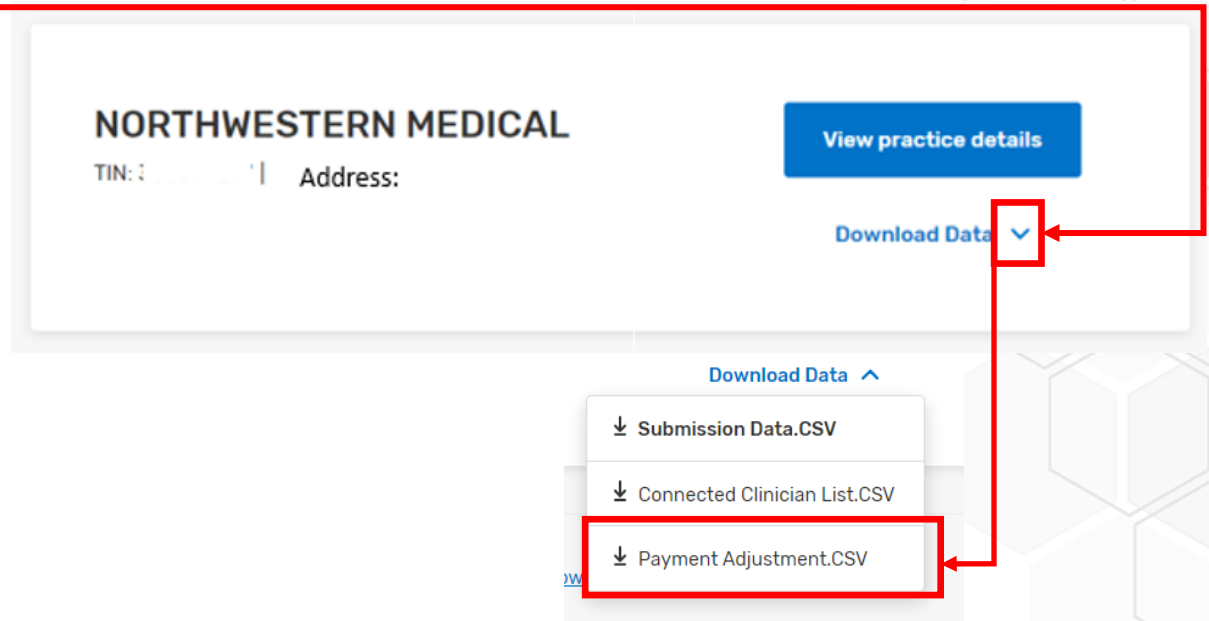 NORTHWESTERN MEDICAL
View practice details
TIN: Address:
Download Data
Download Data
Submission Data.CSV
Connected Clinician List.CSV
Payment Adjustment.CSV